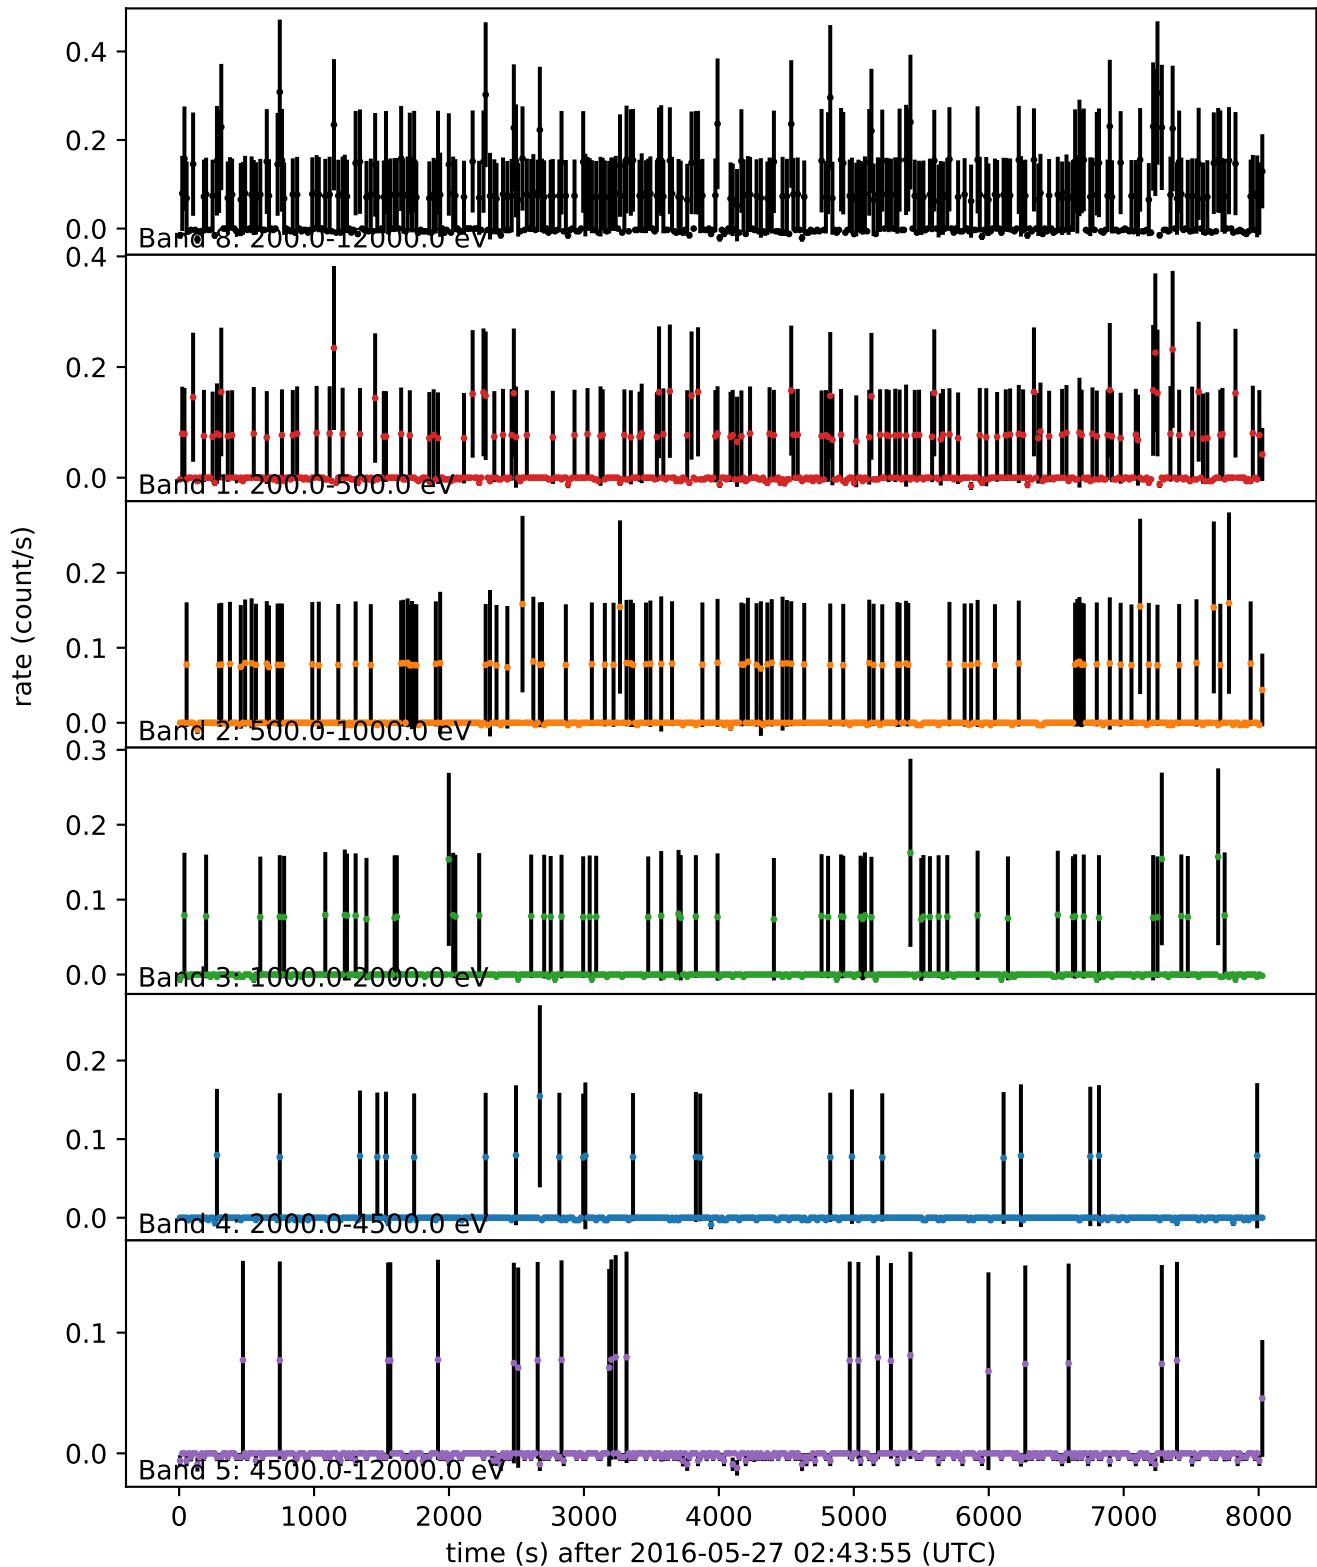 0.4
0.2
0.0
Band 8: 200.0-12000.0 eV
0.4
0.2
0.0
Band 1: 200.0-500.0 eV
0.2
0.1
0.0
Band 2: 500.0-1000.0 eV
0.3
0.2
0.1
0.0
Band 3: 1000.0-2000.0 eV
0.2
0.1
0.0
Band 4: 2000.0-4500.0 eV
0.1
0.0
Band 5: 4500.0-12000.0 eV
rate (count/s)
0 1000 2000 3000 4000 5000 6000 7000 8000
time (s) after 2016-05-27 02:43:55 (UTC)